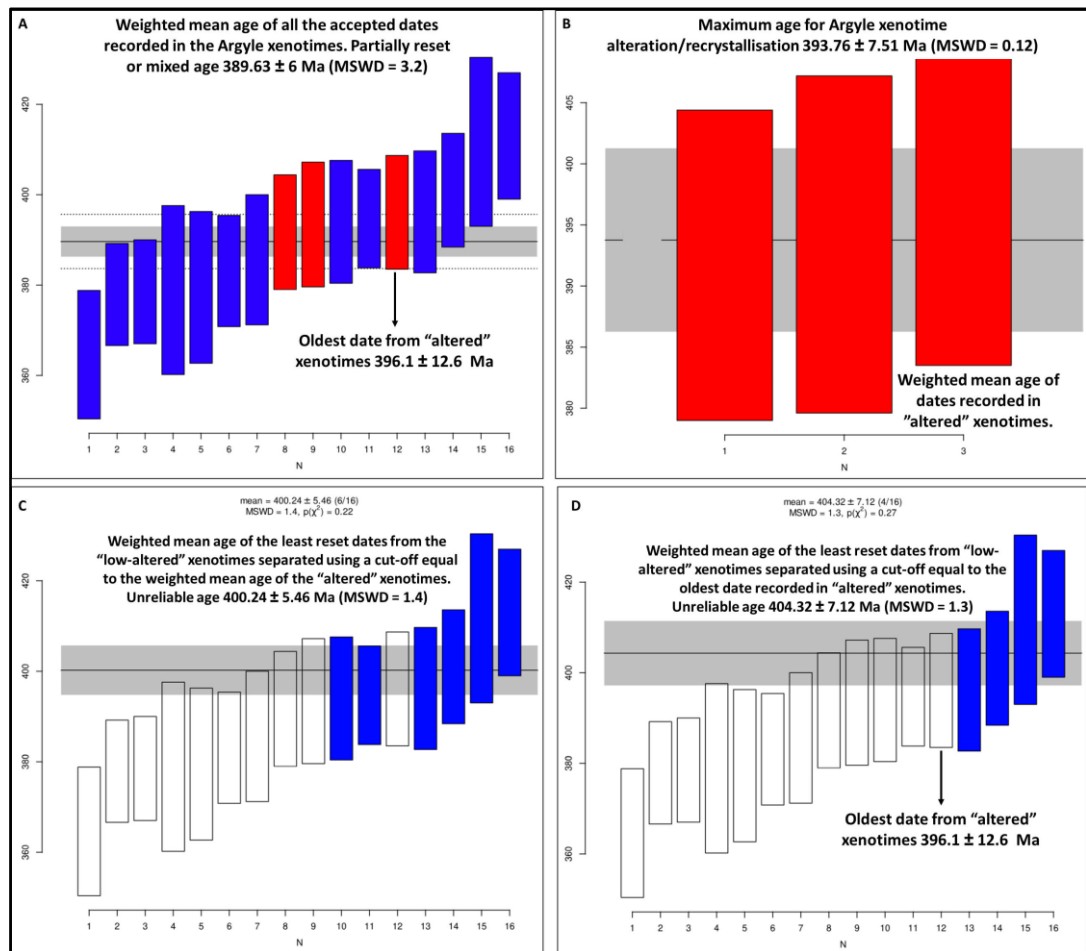 A
Weighted mean age of all the accepted dates
recorded in the Argyle xenotimes. Partially reset
or mixed age 389.63 ± 6 Ma (MSWD = 3.2)
420
400
380
360
Oldest date from “altered”
xenotimes 396.1 ± 12.6 Ma
1 2 3 4 5 6 7 8 9 10 11 12 13 14 15 16
N
B
Maximum age for Argyle xenotime
alteration/recrystallisation 393.76 ± 7.51 Ma (MSWD = 0.12)
405
400
395
390
385
380
Weighted mean age of
dates recorded in
”altered” xenotimes.
1 2 3
N
C
mean = 400.24 ± 5.46 (6/16)
MSWD = 1.4, p(χ²) = 0.22
Weighted mean age of the least reset dates from the
“low-altered” xenotimes separated using a cut-off equal
to the weighted mean age of the “altered” xenotimes.
Unreliable age 400.24 ± 5.46 Ma (MSWD = 1.4)
420
400
380
360
1 2 3 4 5 6 7 8 9 10 11 12 13 14 15 16
N
D
mean = 404.32 ± 7.12 (4/16)
MSWD = 1.3, p(χ²) = 0.27
Weighted mean age of the least reset dates from “low-
altered” xenotimes separated using a cut-off equal to the
oldest date recorded in “altered” xenotimes.
Unreliable age 404.32 ± 7.12 Ma (MSWD = 1.3)
420
400
380
360
Oldest date from “altered”
xenotimes 396.1 ± 12.6 Ma
1 2 3 4 5 6 7 8 9 10 11 12 13 14 15 16
N